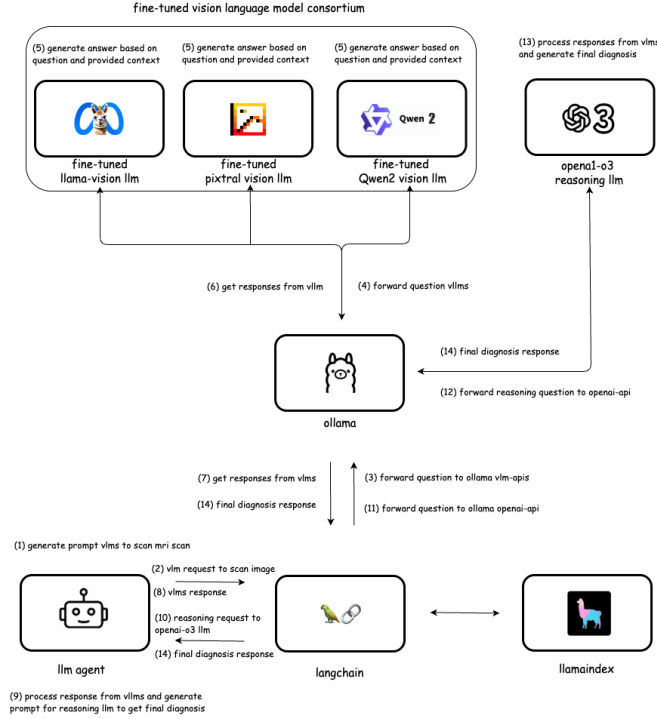 fine-tuned vision language model consortium
(5) generate answer based on
question and provided context
(5) generate answer based on
question and provided context
(5) generate answer based on
question and provided context
(13) process responses from vlms
and generate final diagnosis
Qwen 2
3
fine-tuned
llama-vision llm
fine-tuned
pixtral vision llm
fine-tuned
Qwen2 vision llm
opena1-o3
reasoning llm
(6) get responses from vllm
(4) forward question vllms
(14) final diagnosis response
(12) forward reasoning question to openai-api
ollama
(7) get responses from vlms
(14) final diagnosis response
(3) forward question to ollama vlm-apis
(11) forward question to ollama openai-api
(1) generate prompt vlms to scan mri scan
(2) vlm request to scan image
(8) vlms response
(10) reasoning request to
openai-o3 llm
(14) final diagnosis response
llm agent
langchain
llamaindex
(9) process response from vllms and generate
prompt for reasoning llm to get final diagnosis